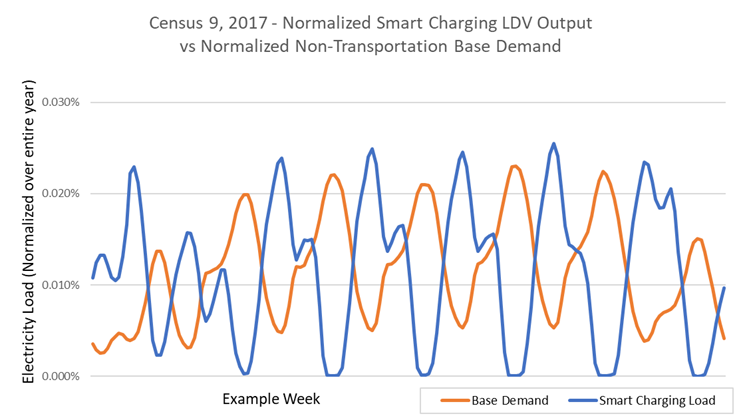 Census 9, 2017 - Normalized Smart Charging LDV Output
vs Normalized Non-Transportation Base Demand
Electricity Load (Normalized over entire year)
0.030%
0.020%
0.010%
0.000%
Example Week
Base Demand
Smart Charging Load